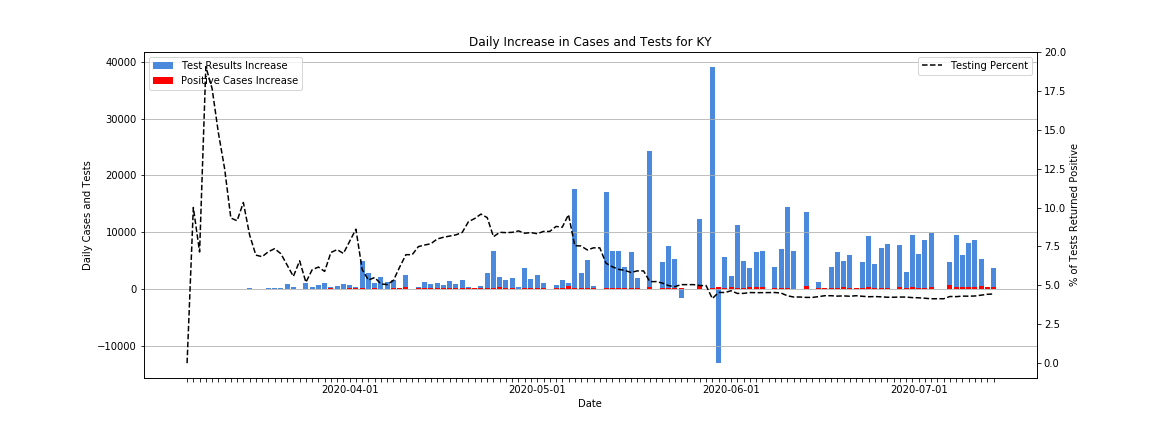 Daily Increase in Cases and Tests for KY
Test Results Increase
Positive Cases Increase
Testing Percent
40000
30000
20000
10000
0
−10000
Daily Cases and Tests
20.0
17.5
15.0
12.5
10.0
7.5
5.0
2.5
0.0
% of Tests Returned Positive
2020-04-01
2020-05-01
2020-06-01
2020-07-01
Date